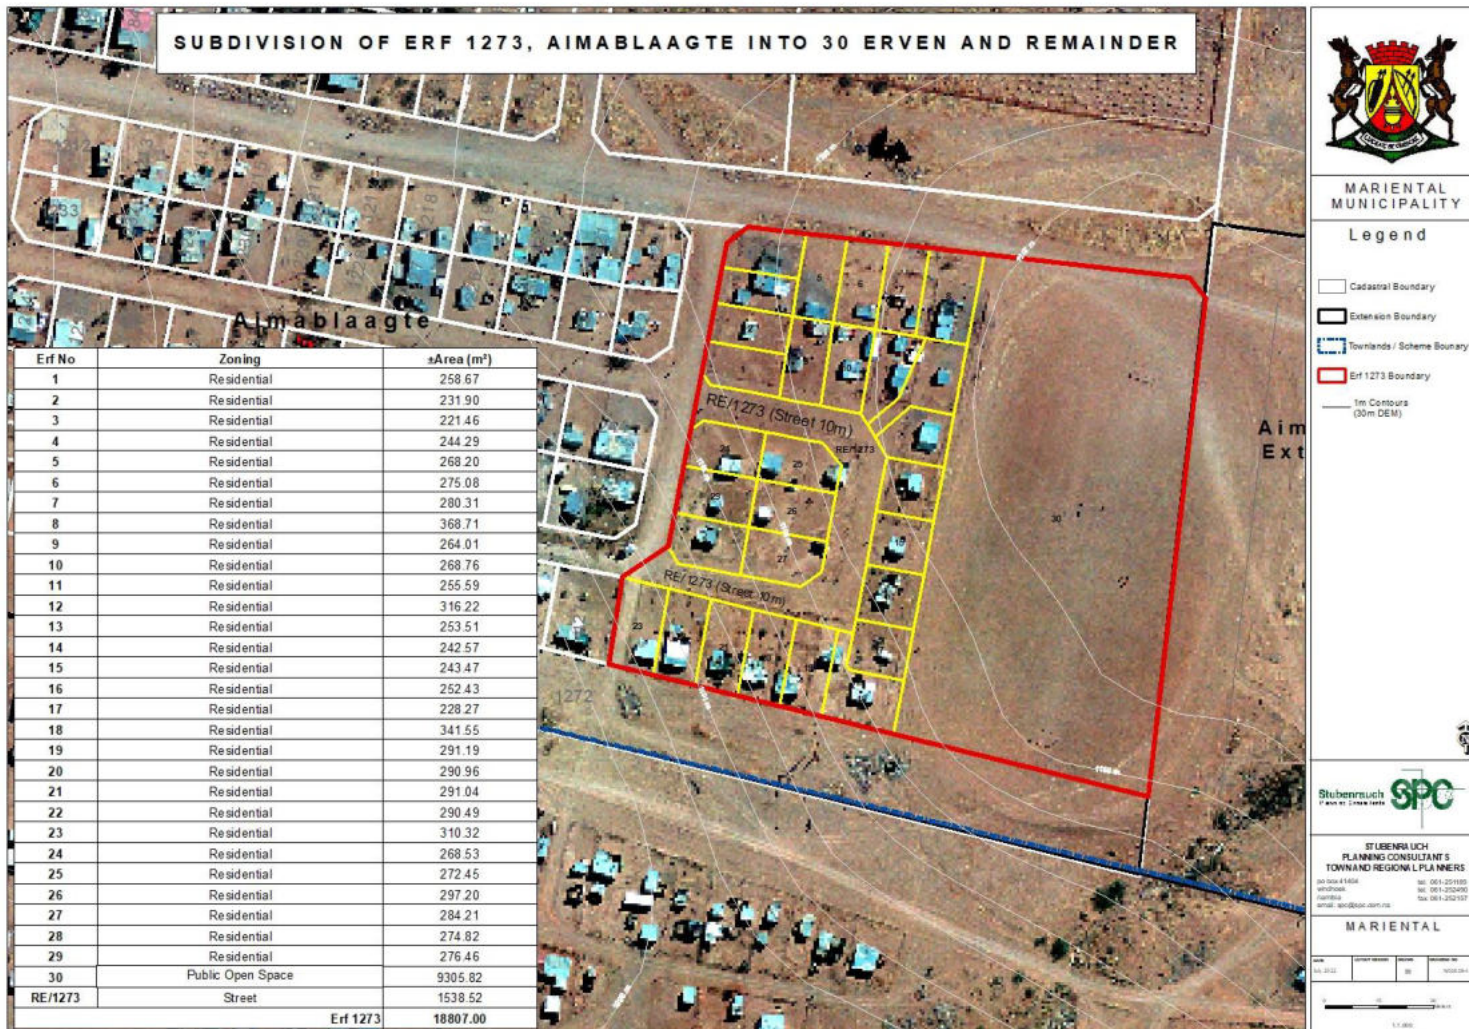 SUBDIVISION OF ERF 1273, AIMABLAAGTE INTO 30 ERVEN AND REMAINDER
Aimablaagte
Erf No Zoning ±Area (m²)
1 Residential 258.67
2 Residential 231.90
3 Residential 221.46
4 Residential 244.29
5 Residential 268.20
6 Residential 275.08
7 Residential 280.31
8 Residential 368.71
9 Residential 264.01
10 Residential 268.76
11 Residential 255.59
12 Residential 316.22
13 Residential 253.51
14 Residential 242.57
15 Residential 243.47
16 Residential 252.43
17 Residential 228.27
18 Residential 341.55
19 Residential 291.19
20 Residential 290.96
21 Residential 291.04
22 Residential 290.49
23 Residential 310.32
24 Residential 268.53
25 Residential 272.45
26 Residential 297.20
27 Residential 284.21
28 Residential 274.82
29 Residential 276.46
30 Public Open Space 9305.82
RE/1273 Street 1538.52
Erf 1273 18807.00
RE/1273 (Street 10m)
RE/1273
25
26
27
RE/1273 (Street 10m)
23
30
1272
Aim
Ext
MARIENTAL
MUNICIPALITY
Legend
Cadastral Boundary
Extension Boundary
Townlands / Scheme Bounary
Erf 1273 Boundary
1m Contours
(30m DEM)
Stubenrauch
Planning Consultants
SPC
STUBENRAUCH
PLANNING CONSULTANTS
TOWN AND REGIONAL PLANNERS
MARIENTAL